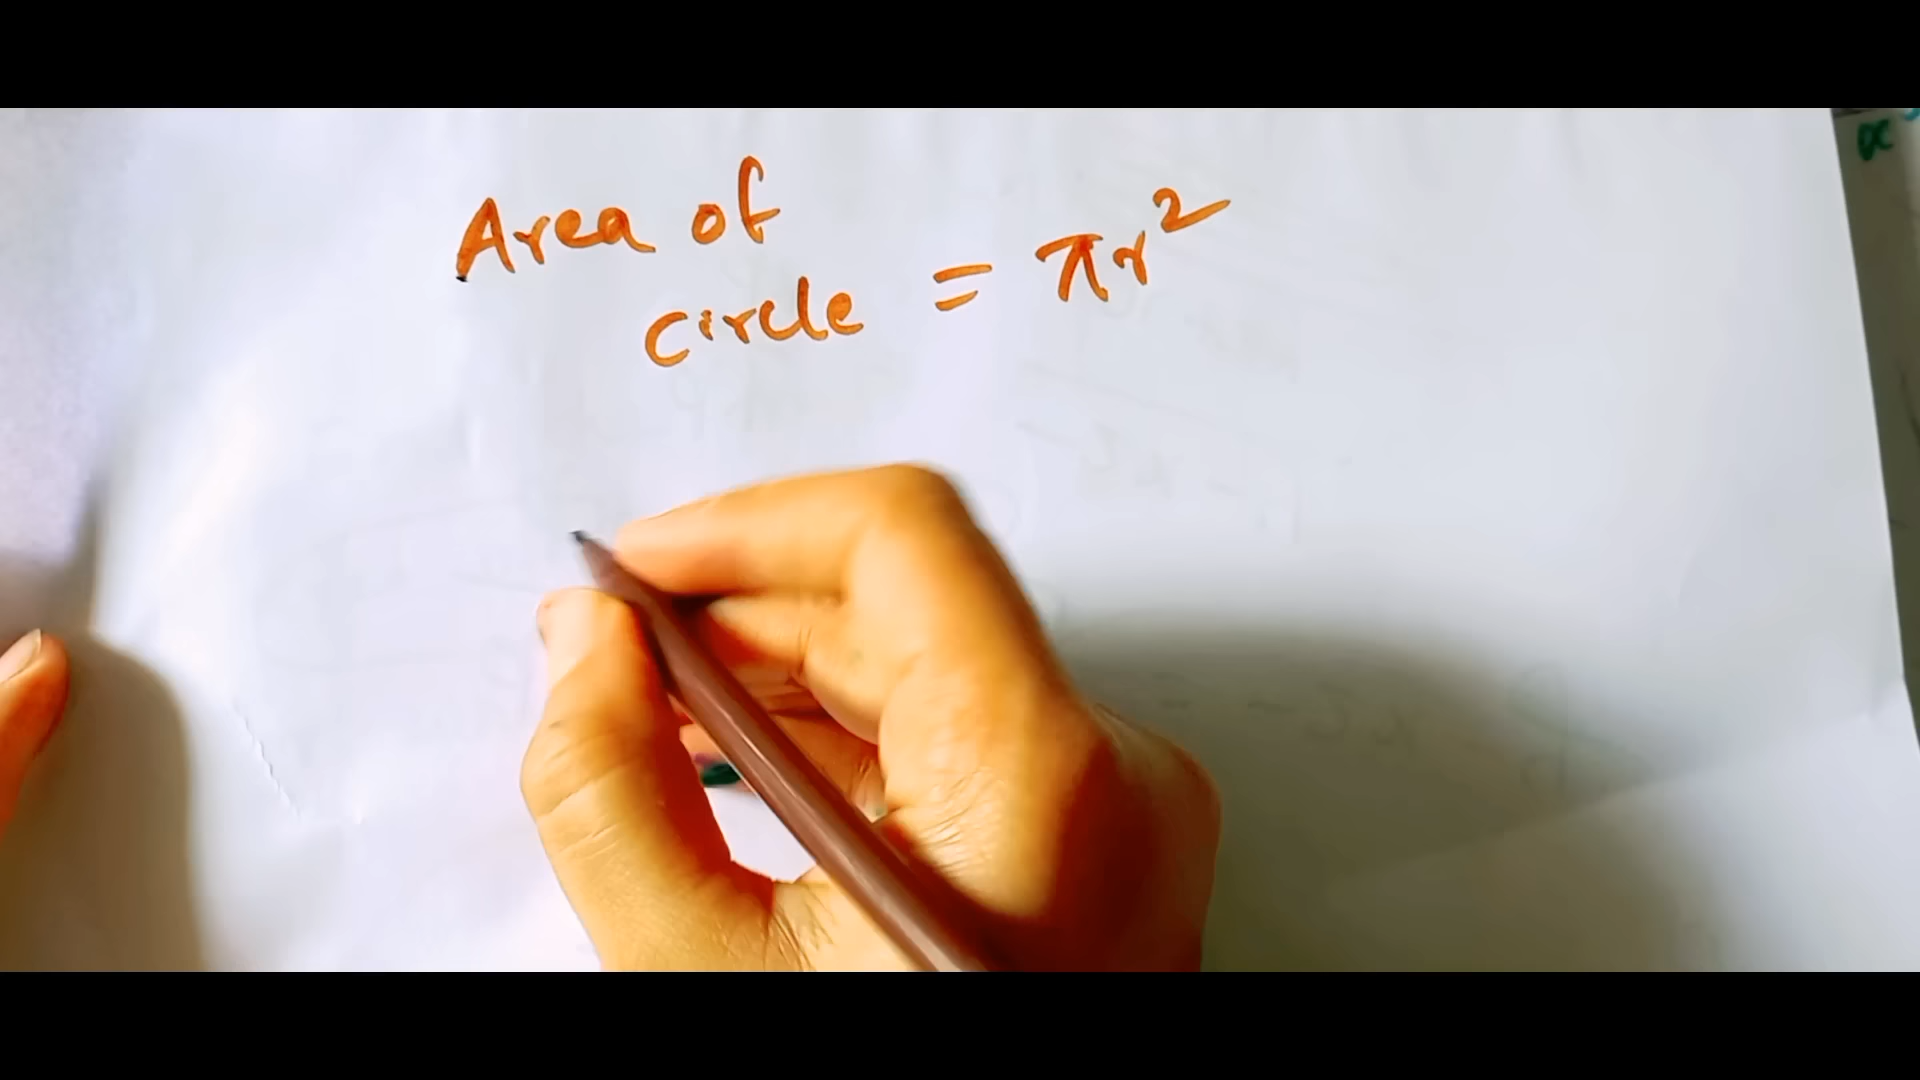 Area of
circle = πr²